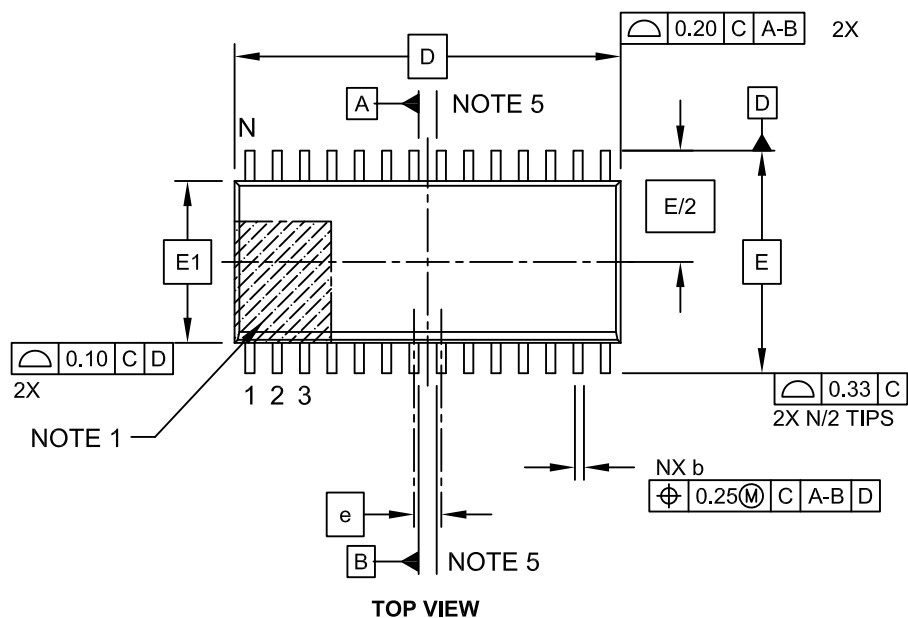 ⌓ 0.20 C A-B 2X
D
A NOTE 5
D
N
E/2
E1
E
⌓ 0.10 C D
2X
1 2 3
⌓ 0.33 C
2X N/2 TIPS
NOTE 1
NX b
⌖ 0.25Ⓜ C A-B D
e
B NOTE 5
TOP VIEW